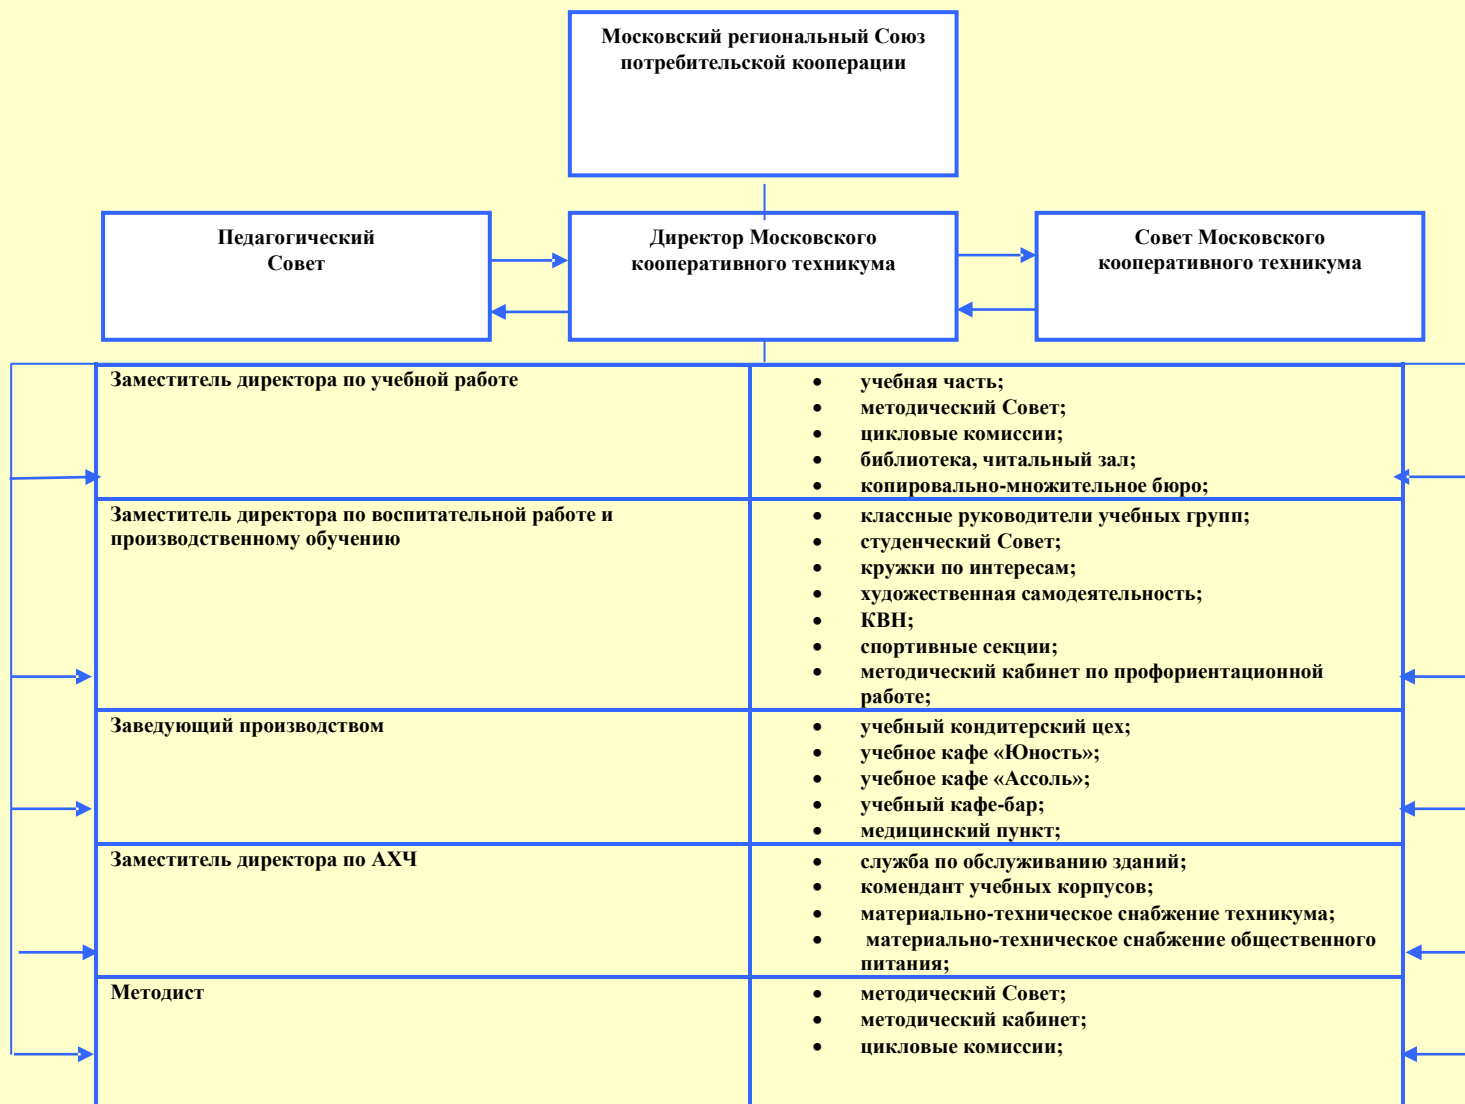 Московский региональный Союз
потребительской кооперации
Педагогический
Совет
Директор Московского
кооперативного техникума
Совет Московского
кооперативного техникума
Заместитель директора по учебной работе
• учебная часть;
• методический Совет;
• цикловые комиссии;
• библиотека, читальный зал;
• копировально-множительное бюро;
Заместитель директора по воспитательной работе и
производственному обучению
• классные руководители учебных групп;
• студенческий Совет;
• кружки по интересам;
• художественная самодеятельность;
• КВН;
• спортивные секции;
• методический кабинет по профориентационной
работе;
Заведующий производством
• учебный кондитерский цех;
• учебное кафе «Юность»;
• учебное кафе «Ассоль»;
• учебный кафе-бар;
• медицинский пункт;
Заместитель директора по АХЧ
• служба по обслуживанию зданий;
• комендант учебных корпусов;
• материально-техническое снабжение техникума;
• материально-техническое снабжение общественного
питания;
Методист
• методический Совет;
• методический кабинет;
• цикловые комиссии;